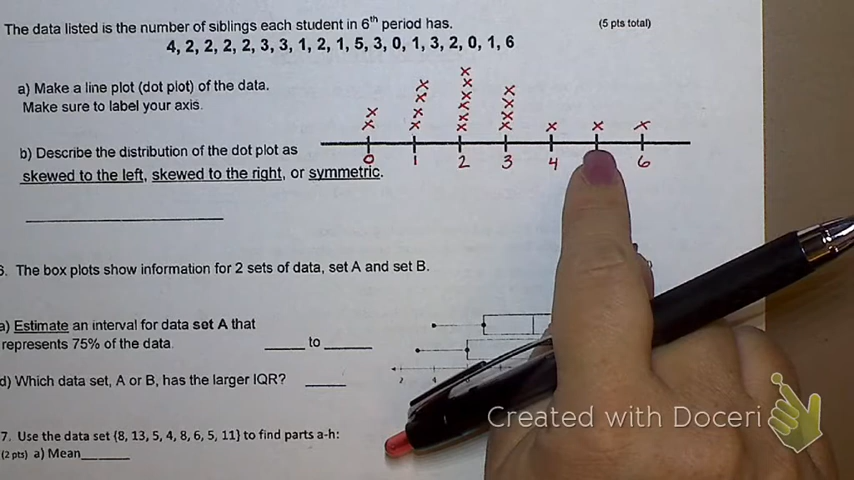 The data listed is the number of siblings each student in 6th period has. (5 pts total)
4, 2, 2, 2, 2, 3, 3, 1, 2, 1, 5, 3, 0, 1, 3, 2, 0, 1, 6
a) Make a line plot (dot plot) of the data.
Make sure to label your axis.
0 1 2 3 4 6
b) Describe the distribution of the dot plot as
skewed to the left, skewed to the right, or symmetric.
6. The box plots show information for 2 sets of data, set A and set B.
a) Estimate an interval for data set A that
represents 75% of the data. ______ to ______
d) Which data set, A or B, has the larger IQR? ______
7. Use the data set {8, 13, 5, 4, 8, 6, 5, 11} to find parts a-h:
(2 pts) a) Mean_______
Created with Doceri